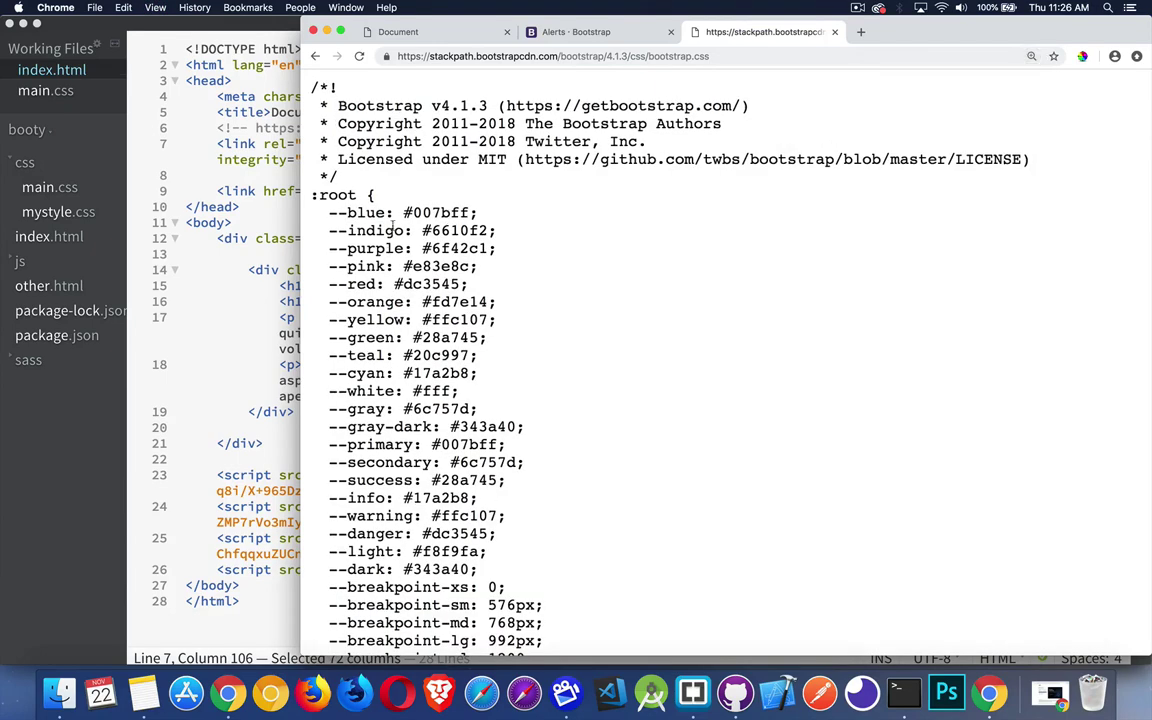 Chrome File Edit View History Bookmarks People Window Help 100% Thu 11:26 AM
Document
Alerts · Bootstrap
https://stackpath.bootstrapcd
https://stackpath.bootstrapcdn.com/bootstrap/4.1.3/css/bootstrap.css
Working Files
index.html
main.css
booty
css
main.css
mystyle.css
index.html
js
other.html
package-lock.json
package.json
sass
1 <!DOCTYPE html>
2 <html lang="en"
3 <head>
4 <meta chars
5 <title>Docu
6 <!-- https:
7 <link rel="
integrity="
8
9 <link href=
10 </head>
11 <body>
12 <div class=
13
14 <div cl
15 <h1
16 <h1
17 <p
qui
vol
18 <p>
asp
ape
19 </div>
20
21 </div>
22
23 <script src
q8i/X+965Dz
24 <script src
ZMP7rVo3mIy
25 <script src
ChfqqxuZUCn
26 <script src
27 </body>
28 </html>
/*!
* Bootstrap v4.1.3 (https://getbootstrap.com/)
* Copyright 2011-2018 The Bootstrap Authors
* Copyright 2011-2018 Twitter, Inc.
* Licensed under MIT (https://github.com/twbs/bootstrap/blob/master/LICENSE)
*/
:root {
--blue: #007bff;
--indigo: #6610f2;
--purple: #6f42c1;
--pink: #e83e8c;
--red: #dc3545;
--orange: #fd7e14;
--yellow: #ffc107;
--green: #28a745;
--teal: #20c997;
--cyan: #17a2b8;
--white: #fff;
--gray: #6c757d;
--gray-dark: #343a40;
--primary: #007bff;
--secondary: #6c757d;
--success: #28a745;
--info: #17a2b8;
--warning: #ffc107;
--danger: #dc3545;
--light: #f8f9fa;
--dark: #343a40;
--breakpoint-xs: 0;
--breakpoint-sm: 576px;
--breakpoint-md: 768px;
--breakpoint-lg: 992px;
Line 7, Column 106 — Selected 72 columns — 28 Lines
INS UTF-8 HTML Spaces: 4
NOV
22
Ps